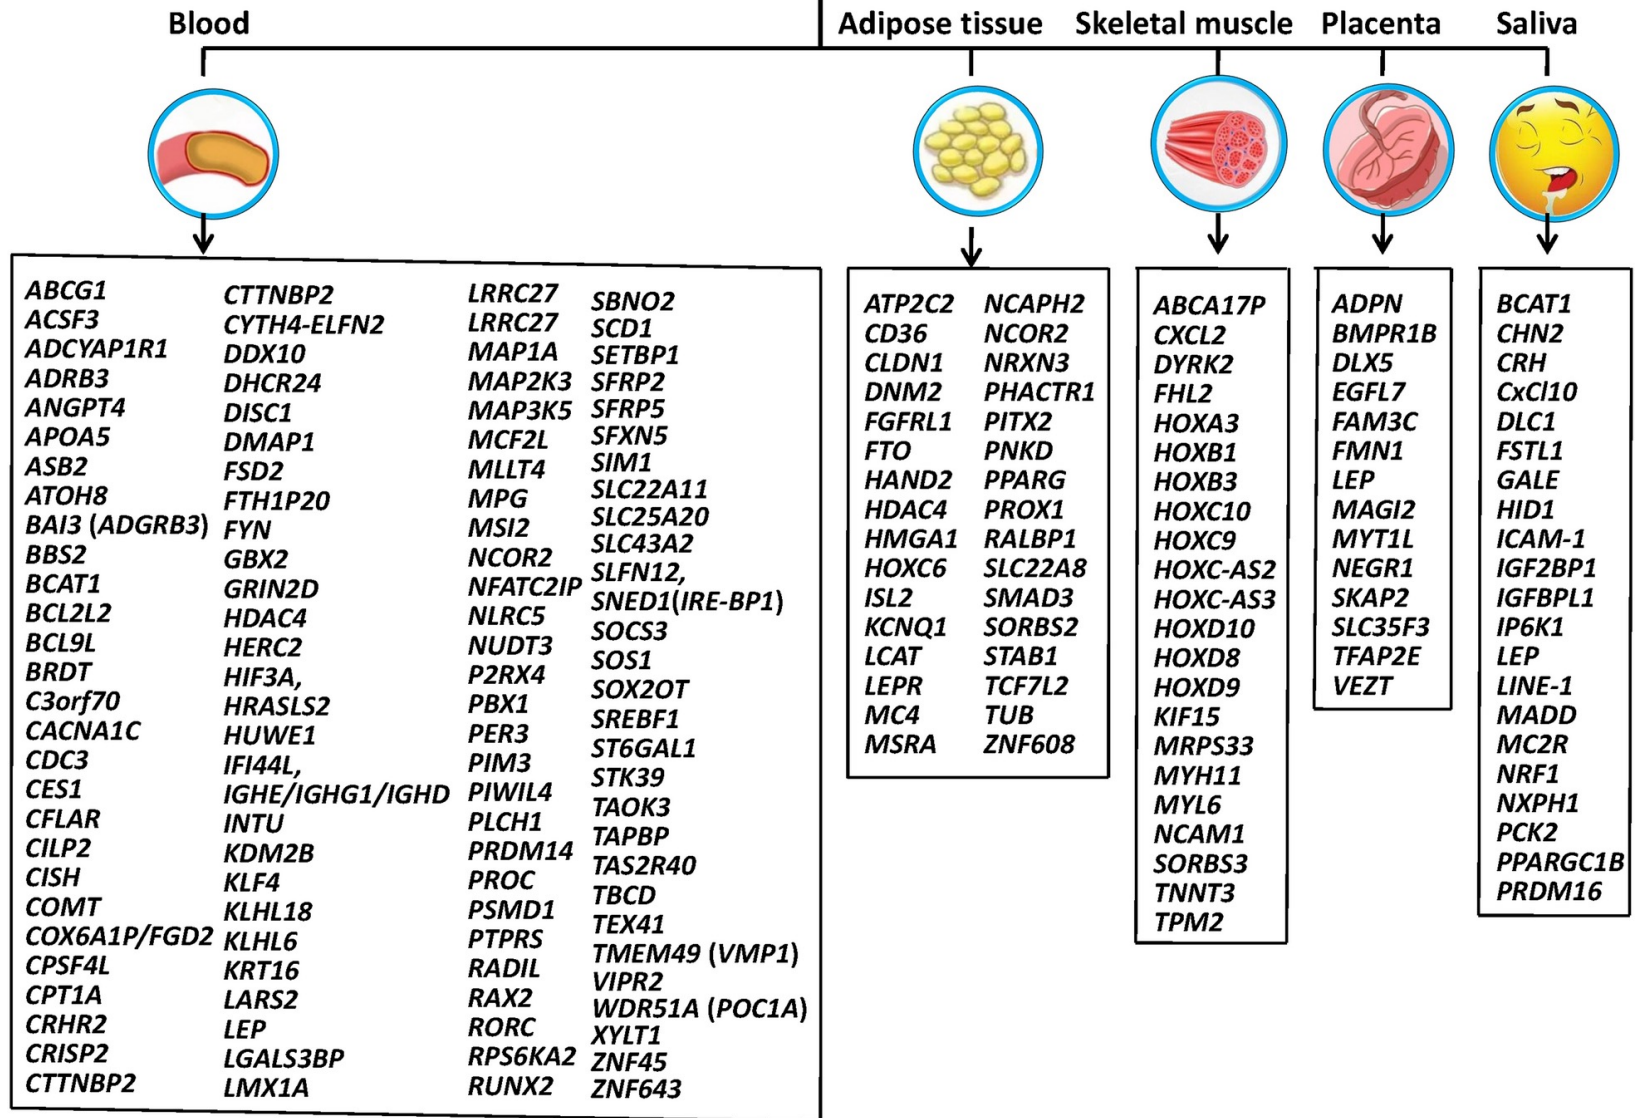 Blood
Adipose tissue
Skeletal muscle
Placenta
Saliva
ABCG1
ACSF3
ADCYAP1R1
ADRB3
ANGPT4
APOA5
ASB2
ATOH8
BAI3 (ADGRB3)
BBS2
BCAT1
BCL2L2
BCL9L
BRDT
C3orf70
CACNA1C
CDC3
CES1
CFLAR
CILP2
CISH
COMT
COX6A1P/FGD2
CPSF4L
CPT1A
CRHR2
CRISP2
CTTNBP2
CTTNBP2
CYTH4-ELFN2
DDX10
DHCR24
DISC1
DMAP1
FSD2
FTH1P20
FYN
GBX2
GRIN2D
HDAC4
HERC2
HIF3A,
HRASLS2
HUWE1
IFI44L,
IGHE/IGHG1/IGHD
INTU
KDM2B
KLF4
KLHL18
KLHL6
KRT16
LARS2
LEP
LGALS3BP
LMX1A
LRRC27
LRRC27
MAP1A
MAP2K3
MAP3K5
MCF2L
MLLT4
MPG
MSI2
NCOR2
NFATC2IP
NLRC5
NUDT3
P2RX4
PBX1
PER3
PIM3
PIWIL4
PLCH1
PRDM14
PROC
PSMD1
PTPRS
RADIL
RAX2
RORC
RPS6KA2
RUNX2
SBNO2
SCD1
SETBP1
SFRP2
SFRP5
SFXN5
SIM1
SLC22A11
SLC25A20
SLC43A2
SLFN12,
SNED1(IRE-BP1)
SOCS3
SOS1
SOX2OT
SREBF1
ST6GAL1
STK39
TAOK3
TAPBP
TAS2R40
TBCD
TEX41
TMEM49 (VMP1)
VIPR2
WDR51A (POC1A)
XYLT1
ZNF45
ZNF643
ATP2C2
CD36
CLDN1
DNM2
FGFRL1
FTO
HAND2
HDAC4
HMGA1
HOXC6
ISL2
KCNQ1
LCAT
LEPR
MC4
MSRA
NCAPH2
NCOR2
NRXN3
PHACTR1
PITX2
PNKD
PPARG
PROX1
RALBP1
SLC22A8
SMAD3
SORBS2
STAB1
TCF7L2
TUB
ZNF608
ABCA17P
CXCL2
DYRK2
FHL2
HOXA3
HOXB1
HOXB3
HOXC10
HOXC9
HOXC-AS2
HOXC-AS3
HOXD10
HOXD8
HOXD9
KIF15
MRPS33
MYH11
MYL6
NCAM1
SORBS3
TNNT3
TPM2
ADPN
BMPR1B
DLX5
EGFL7
FAM3C
FMN1
LEP
MAGI2
MYT1L
NEGR1
SKAP2
SLC35F3
TFAP2E
VEZT
BCAT1
CHN2
CRH
CxCl10
DLC1
FSTL1
GALE
HID1
ICAM-1
IGF2BP1
IGFBPL1
IP6K1
LEP
LINE-1
MADD
MC2R
NRF1
NXPH1
PCK2
PPARGC1B
PRDM16